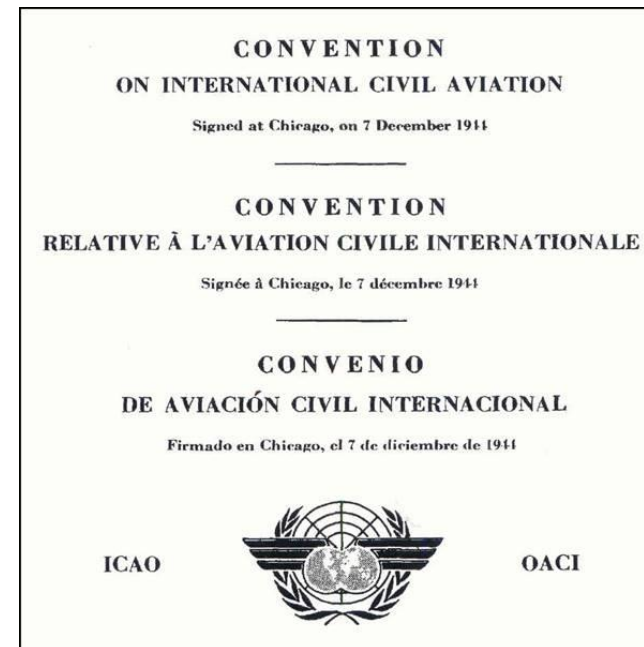 CONVENTION
ON INTERNATIONAL CIVIL AVIATION
Signed at Chicago, on 7 December 1944
CONVENTION
RELATIVE À L'AVIATION CIVILE INTERNATIONALE
Signée à Chicago, le 7 décembre 1944
CONVENIO
DE AVIACIÓN CIVIL INTERNACIONAL
Firmado en Chicago, el 7 de diciembre de 1944
ICAO OACI